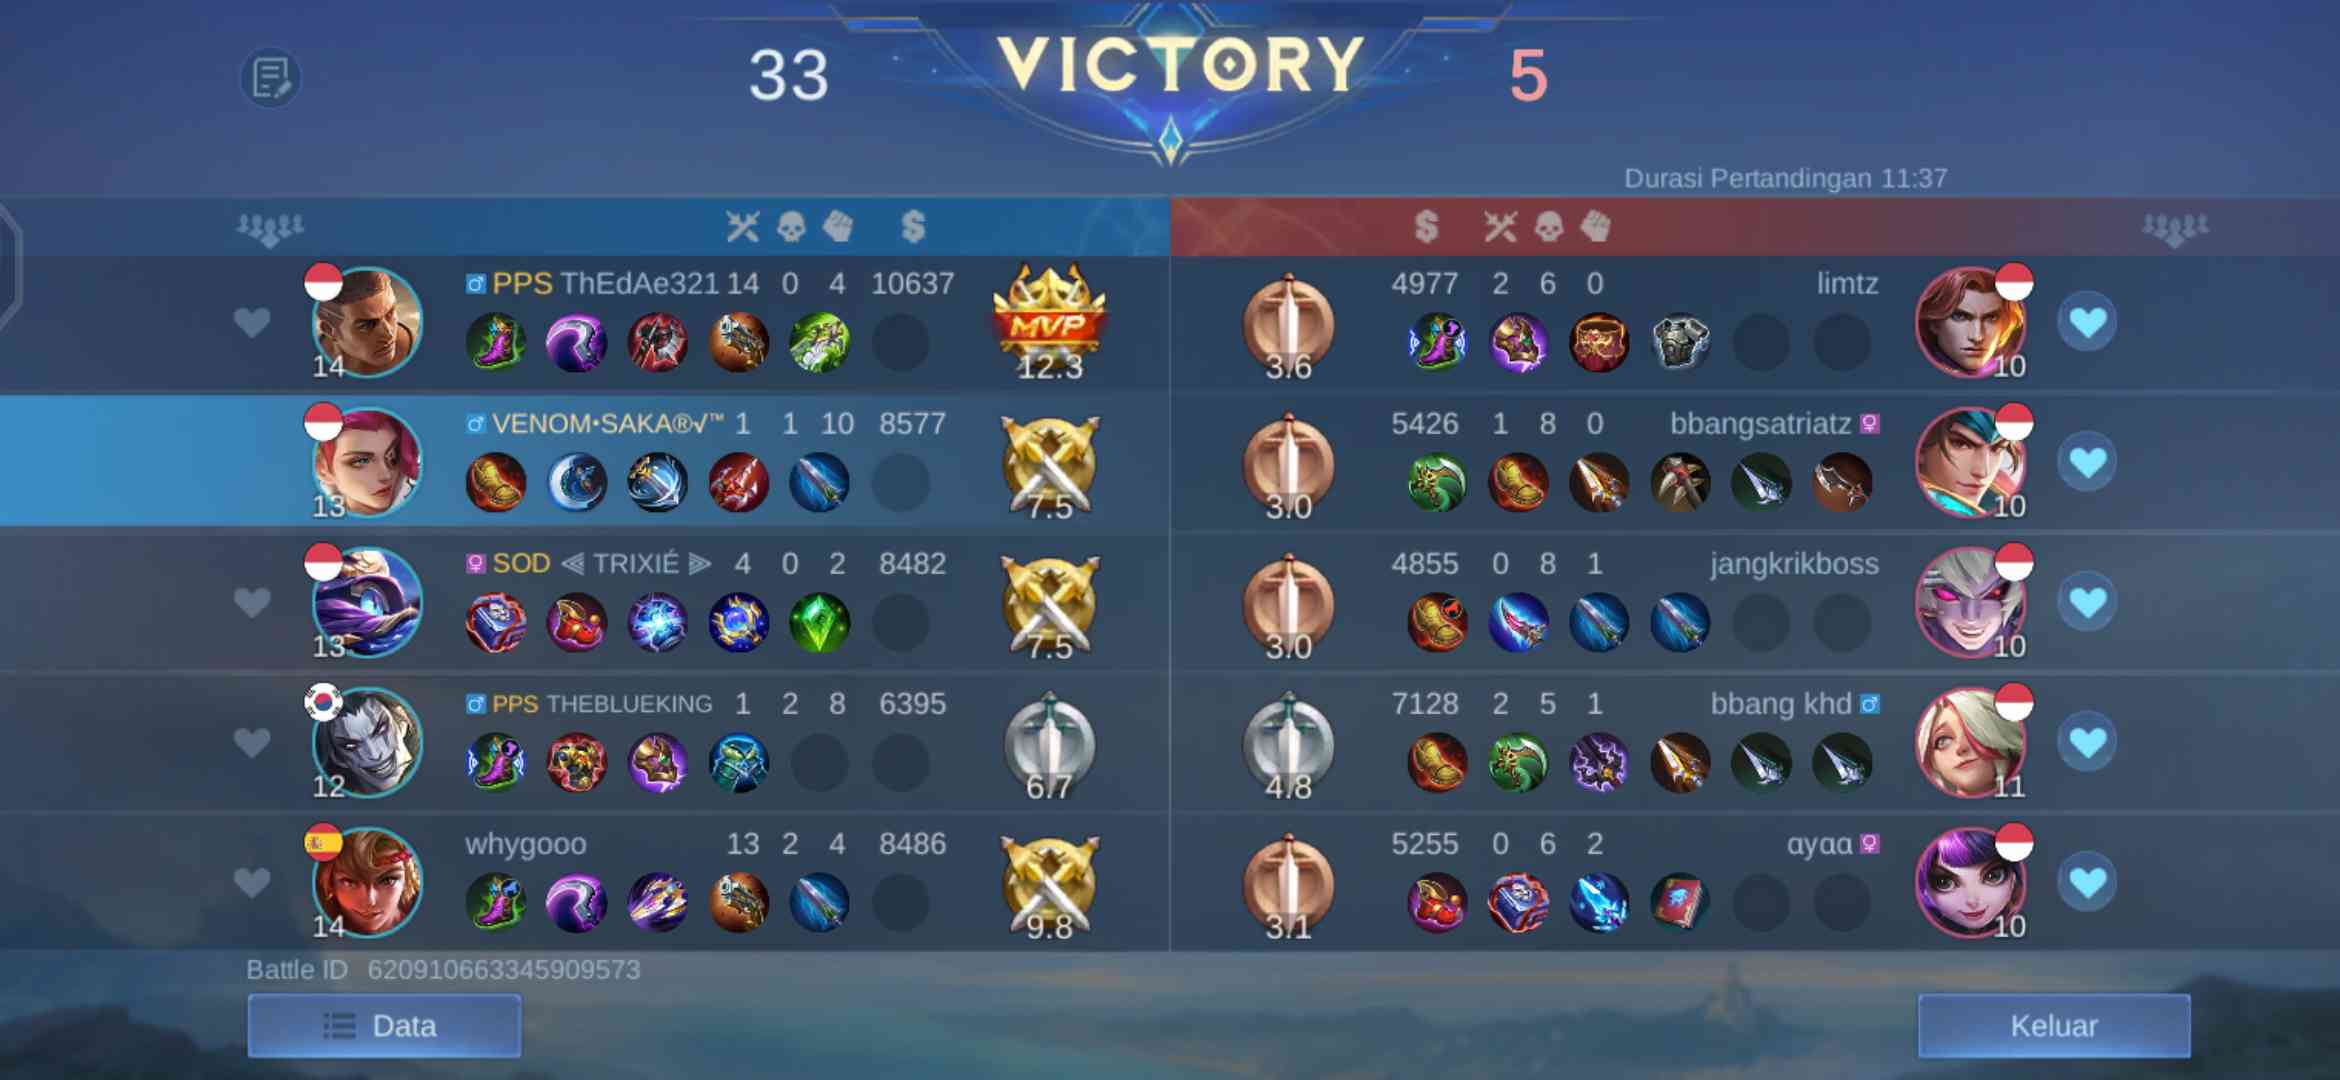 33 VICTORY 5
Durasi Pertandingan 11:37
PPS ThEdAe321 14 0 4 10637 MVP 12.3 14
4977 2 6 0 limtz 3.6 10
VENOM•SAKA®√™ 1 1 10 8577 7.5 13
5426 1 8 0 bbangsatriatz 3.0 10
SOD ⫷ TRIXIÉ ⫸ 4 0 2 8482 7.5 13
4855 0 8 1 jangkrikboss 3.0 10
PPS THEBLUEKING 1 2 8 6395 6.7 12
7128 2 5 1 bbang khd 4.8 11
whygooo 13 2 4 8486 9.8 14
5255 0 6 2 αyαα 3.1 10
Battle ID 620910663345909573
Data
Keluar